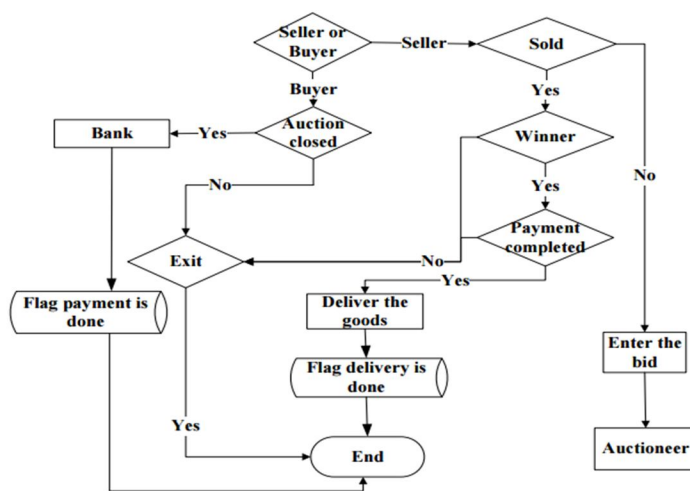 Seller or
Buyer
Seller
Sold
Buyer
Yes
Bank
Yes
Auction
closed
Winner
No
No
Yes
Exit
Payment
completed
No
Yes
Flag payment is
done
Deliver the
goods
Enter the
bid
Flag delivery is
done
Yes
End
Auctioneer